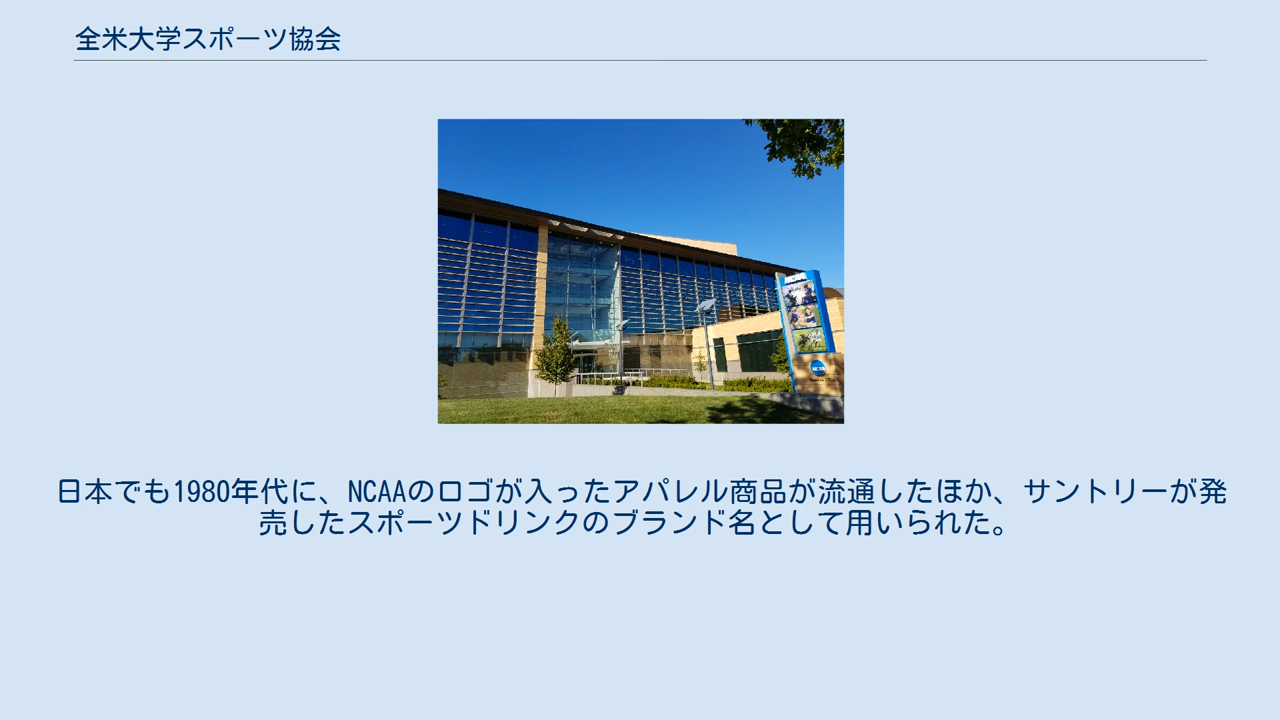 全米大学スポーツ協会
NCAA
NCAA
日本でも1980年代に、NCAAのロゴが入ったアパレル商品が流通したほか、サントリーが発
売したスポーツドリンクのブランド名として用いられた。